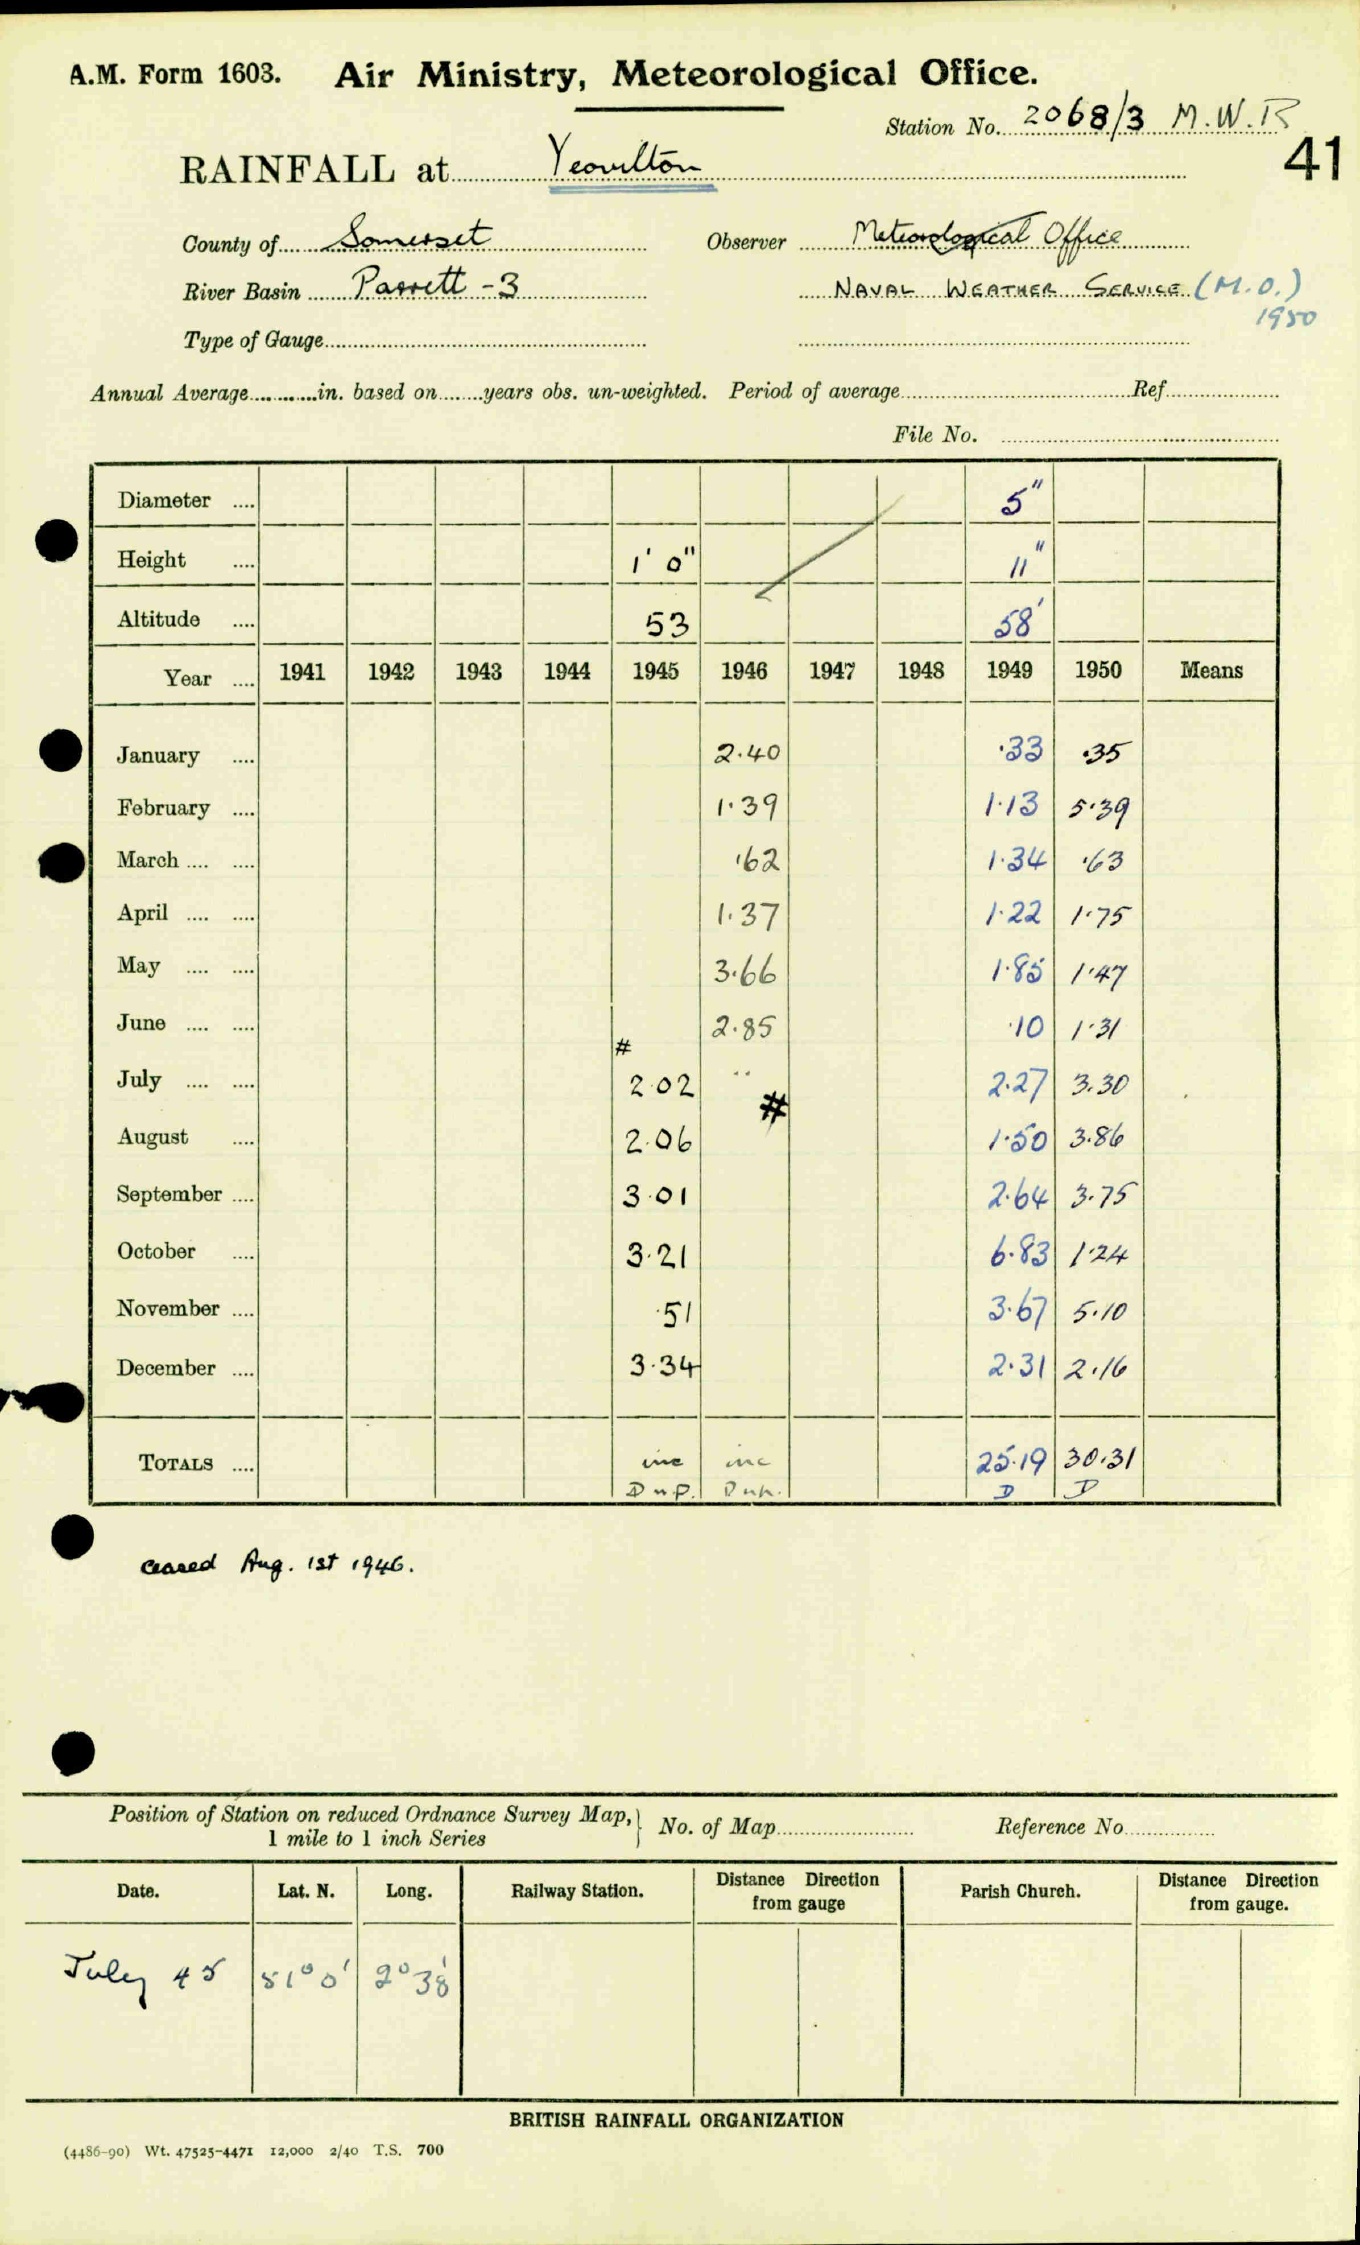 A.M. Form 1603. Air Ministry, Meteorological Office.
Station No. 2068/3 M.W.R
41
RAINFALL at Yeovilton
County of Somerset Observer Meteorological Office
River Basin Parrett - 3 NAVAL WEATHER SERVICE (M.O.)
1950
Type of Gauge
Annual Average in. based on years obs. un-weighted. Period of average Ref.
File No.
Diameter 5"
Height 1' 0" 11"
Altitude 53 58'
Year 1941 1942 1943 1944 1945 1946 1947 1948 1949 1950 Means
January 2.40 .33 .35
February 1.39 1.13 5.39
March .62 1.34 .63
April 1.37 1.22 1.75
May 3.66 1.85 1.47
June 2.85 .10 1.31
#
July 2.02 .. 2.27 3.30
#
August 2.06 1.50 3.86
September 3.01 2.64 3.75
October 3.21 6.83 1.24
November .51 3.67 5.10
December 3.34 2.31 2.16
TOTALS inc inc 25.19 30.31
D D
ceased Aug. 1st 1946.
Position of Station on reduced Ordnance Survey Map,
1 mile to 1 inch Series } No. of Map Reference No.
Date. Lat. N. Long. Railway Station. Distance Direction from gauge Parish Church. Distance Direction from gauge.
July 45 51° 0' 2° 38'
BRITISH RAINFALL ORGANIZATION
(4486-90) Wt. 47525-4471 12,000 2/40 T.S. 700